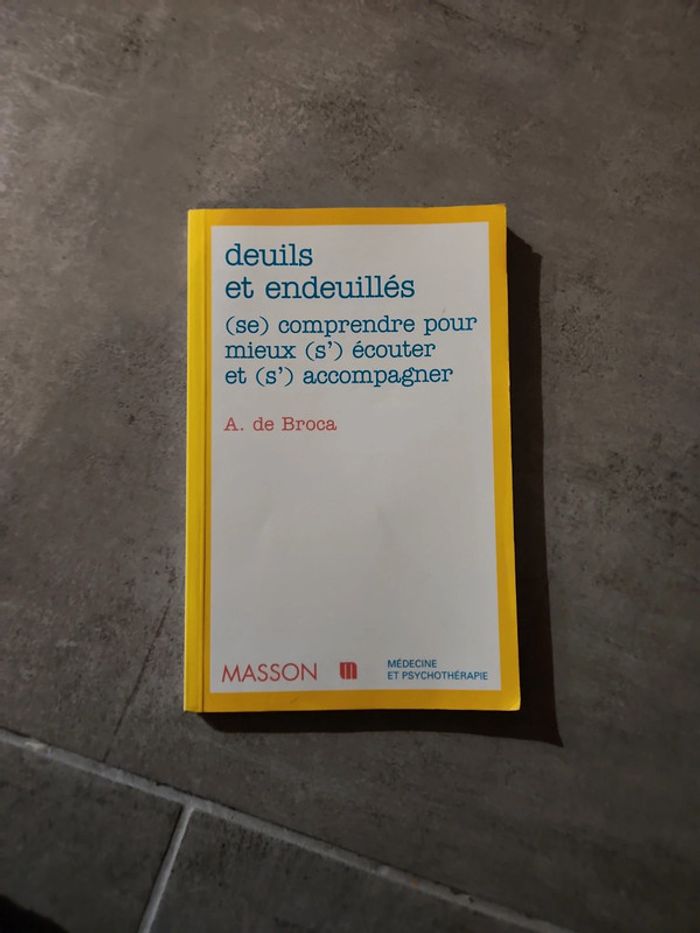 deuils
et endeuillés
(se) comprendre pour
mieux (s') écouter
et (s') accompagner
A. de Broca
MASSON
MÉDECINE
ET PSYCHOTHÉRAPIE